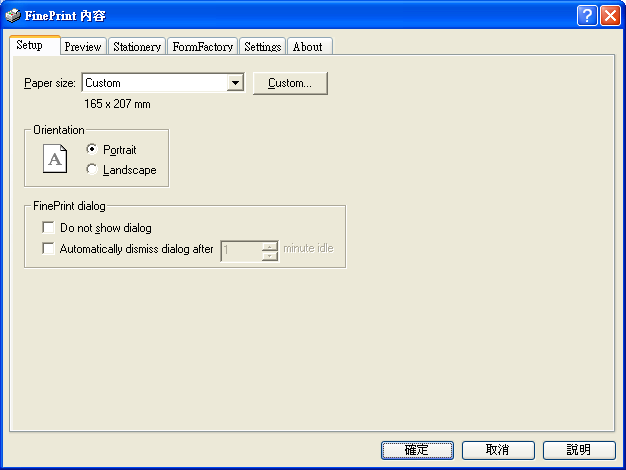 FinePrint 內容
Setup Preview Stationery FormFactory Settings About
Paper size: Custom Custom...
165 x 207 mm
Orientation
A
Portrait
Landscape
FinePrint dialog
Do not show dialog
Automatically dismiss dialog after 1 minute idle
確定 取消 說明